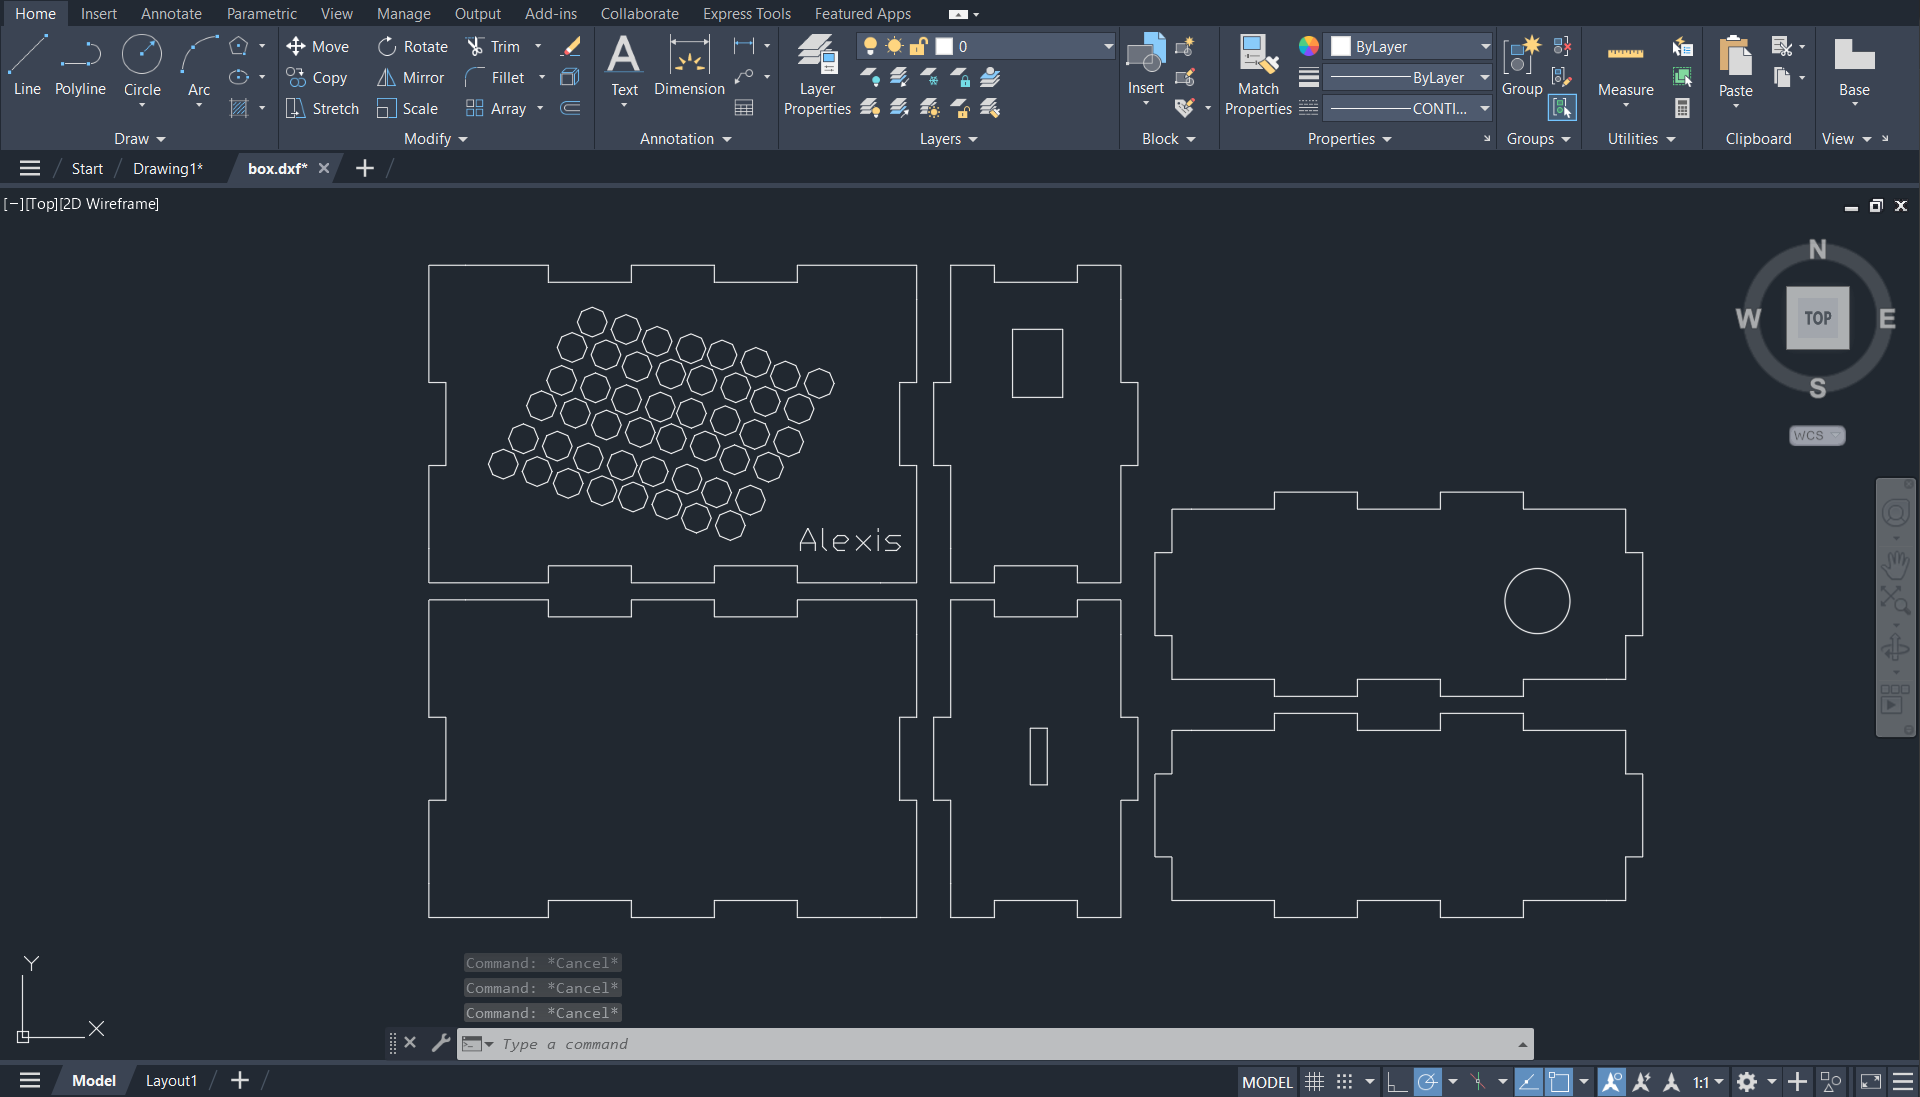 Home Insert Annotate Parametric View Manage Output Add-ins Collaborate Express Tools Featured Apps
Line Polyline Circle Arc
Move Rotate Trim
Copy Mirror Fillet
Stretch Scale Array
Text Dimension
Layer Properties
0
Insert
Match Properties
ByLayer
ByLayer
CONTI...
Group
Measure
Paste
Base
Draw Modify Annotation Layers Block Properties Groups Utilities Clipboard View
Start Drawing1* box.dxf*
[−][Top][2D Wireframe]
N
W TOP E
S
WCS
Alexis
Y
X
Command: *Cancel*
Command: *Cancel*
Command: *Cancel*
Type a command
Model Layout1
MODEL 1:1